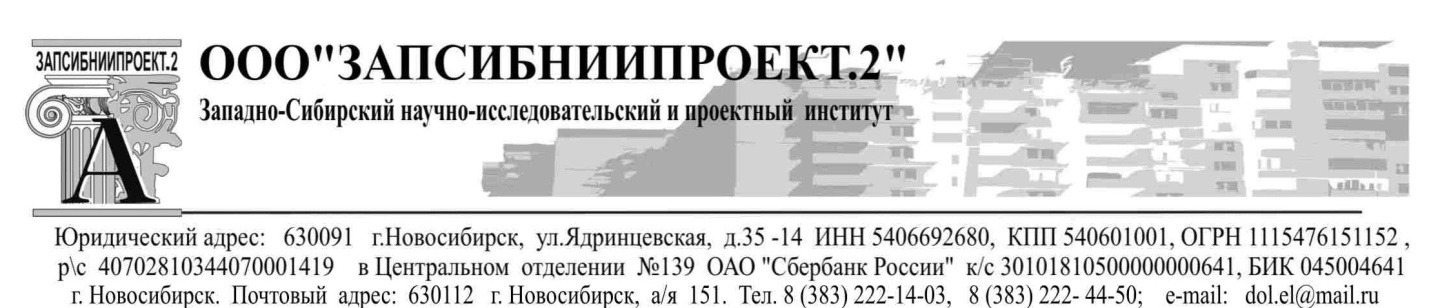 ЗАПСИБНИИПРОЕКТ.2
ООО"ЗАПСИБНИИПРОЕКТ.2"
Западно-Сибирский научно-исследовательский и проектный институт
А
Юридический адрес: 630091 г.Новосибирск, ул.Ядринцевская, д.35 -14 ИНН 5406692680, КПП 540601001, ОГРН 1115476151152 ,
р\с 40702810344070001419 в Центральном отделении №139 ОАО "Сбербанк России" к/с 30101810500000000641, БИК 045004641
г. Новосибирск. Почтовый адрес: 630112 г. Новосибирск, а/я 151. Тел. 8 (383) 222-14-03, 8 (383) 222- 44-50; e-mail: dol.el@mail.ru